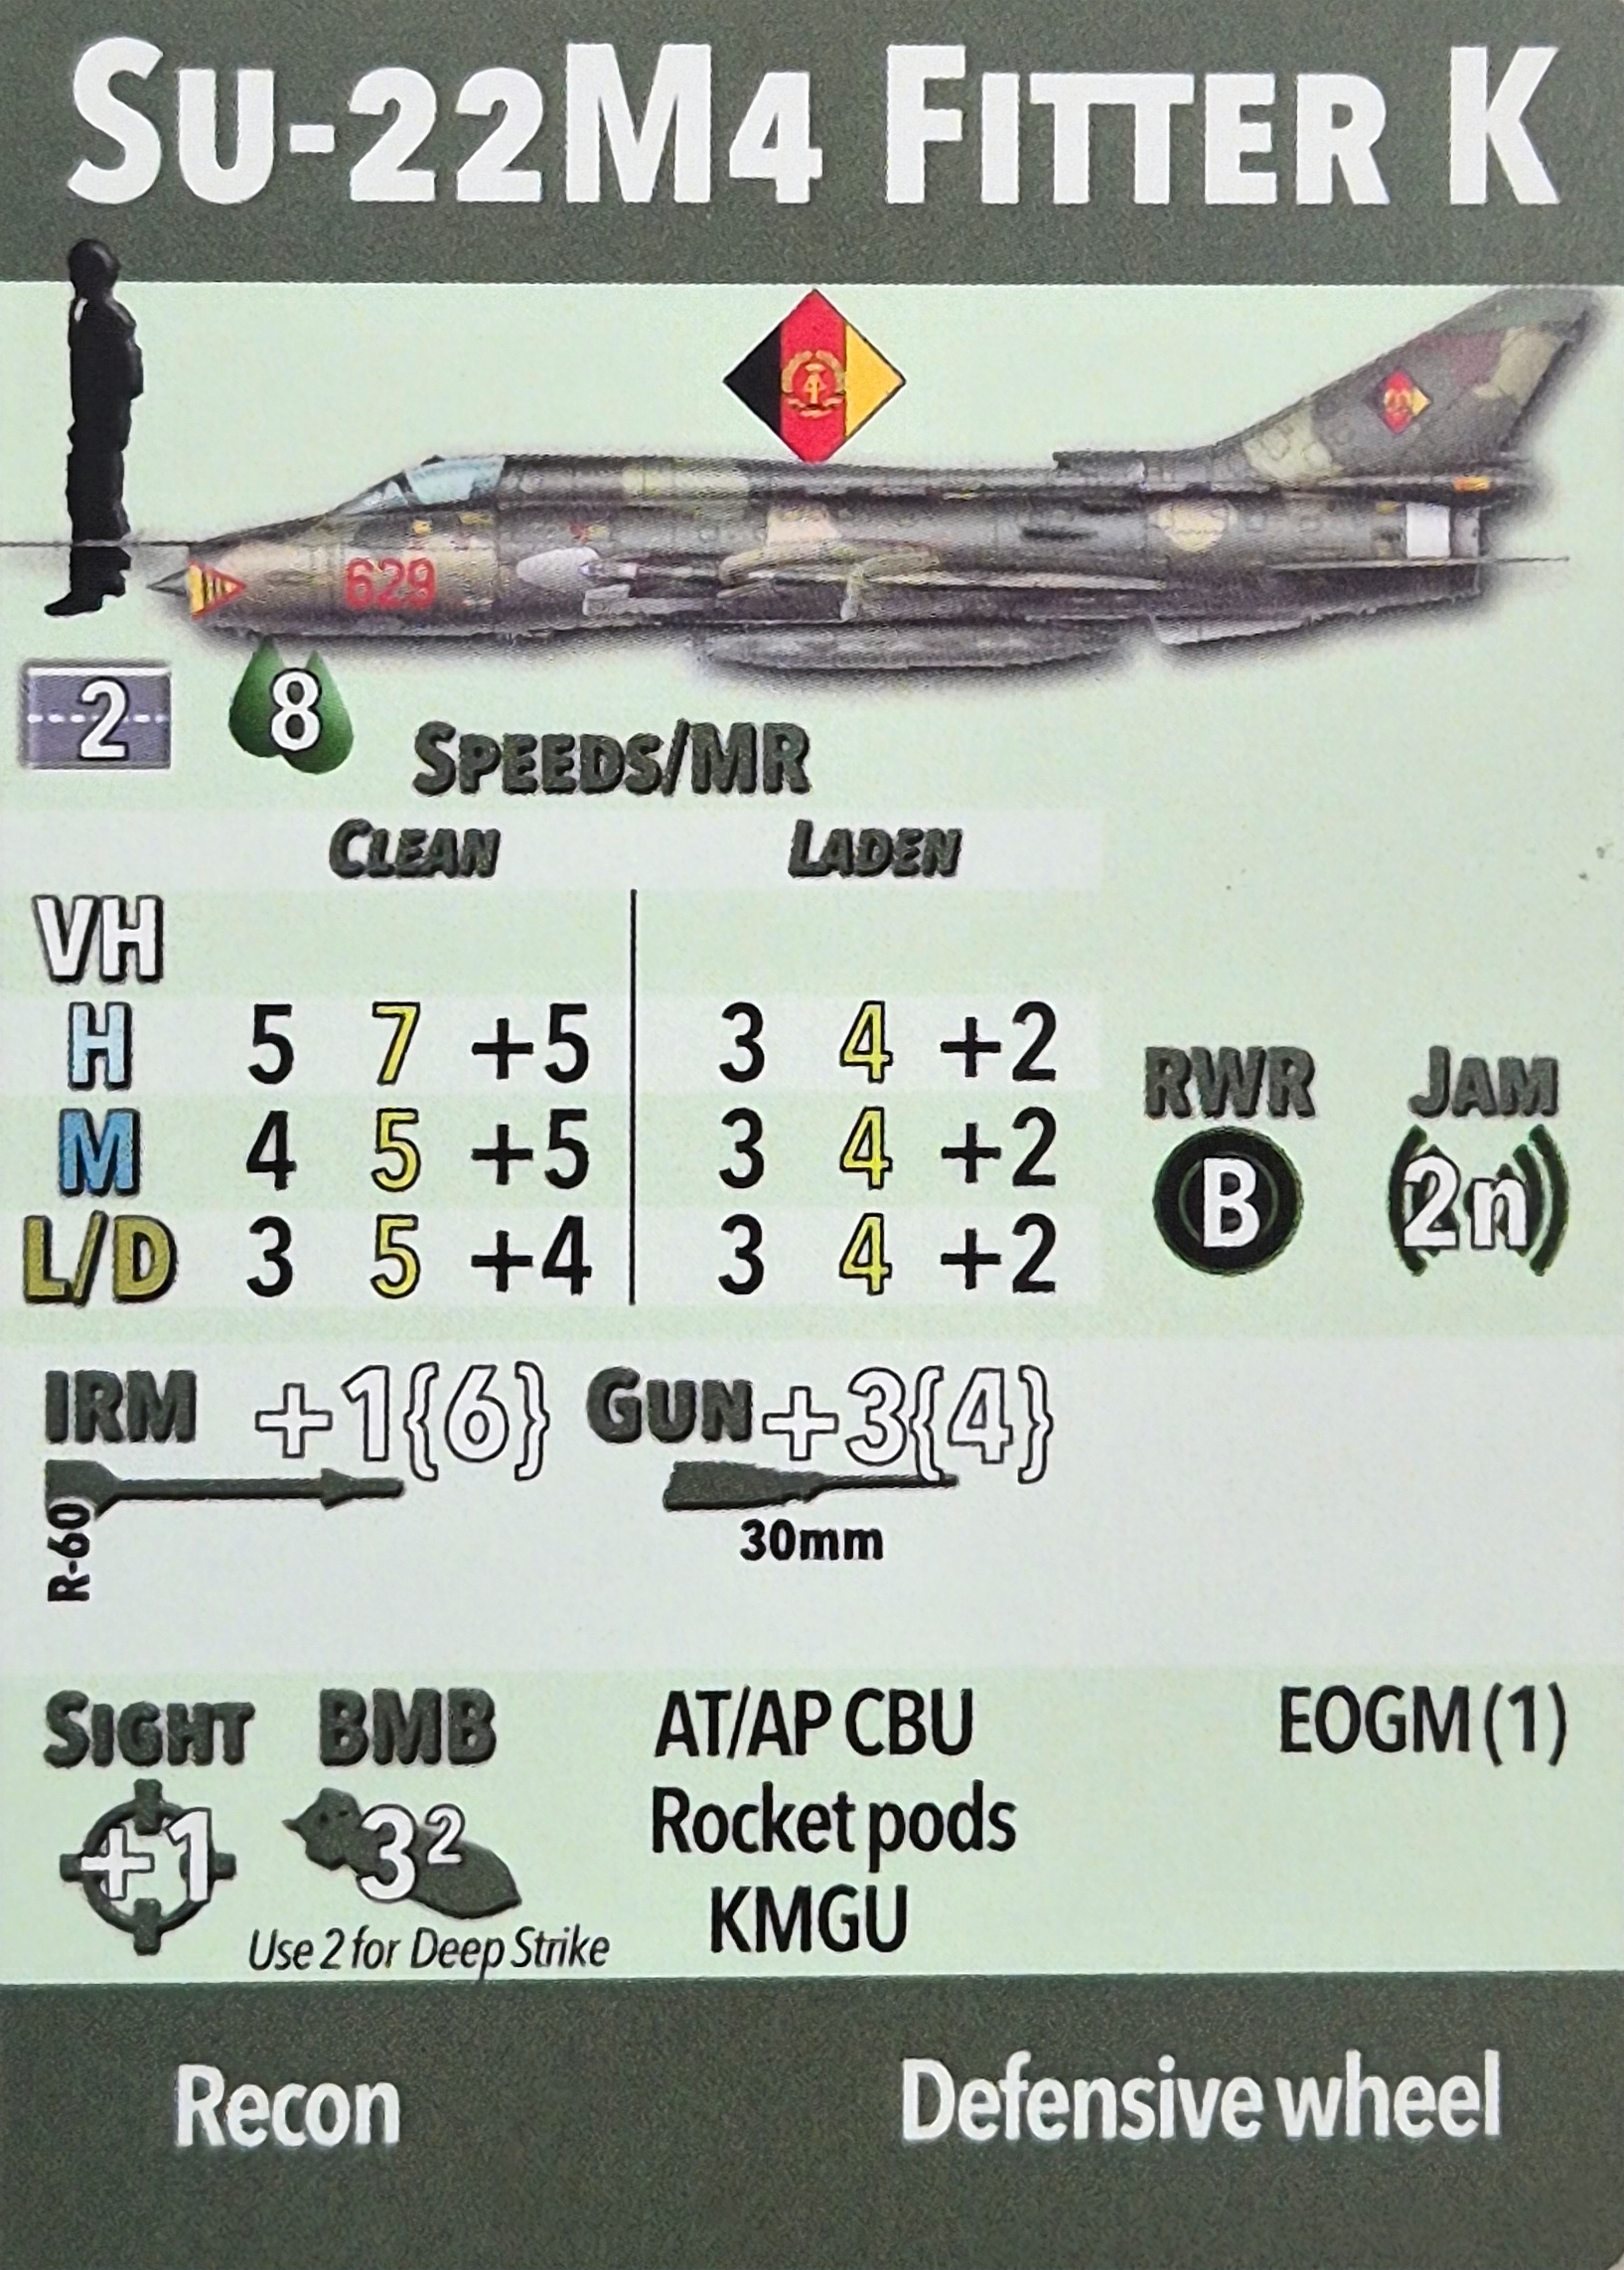 SU-22M4 FITTER K
629
2 8
SPEEDS/MR
CLEAN LADEN
VH
H 5 7 +5 3 4 +2
M 4 5 +5 3 4 +2
L/D 3 5 +4 3 4 +2
RWR JAM
B 2n
IRM +1{6} GUN +3{4}
R-60
30mm
SIGHT BMB AT/AP CBU EOGM (1)
+1 3² Rocket pods
KMGU
Use 2 for Deep Strike
Recon Defensive wheel